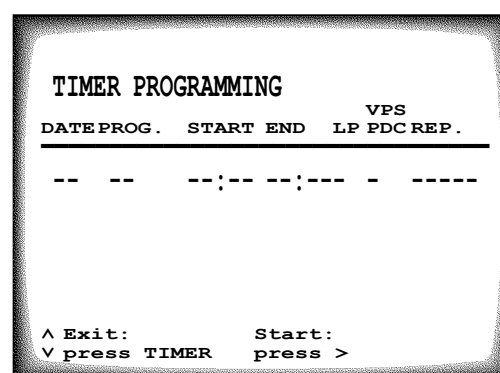 TIMER PROGRAMMING
VPS
DATE PROG. START END LP PDC REP.
-- -- --:-- --:--- - -----
∧ Exit: Start:
∨ press TIMER press >